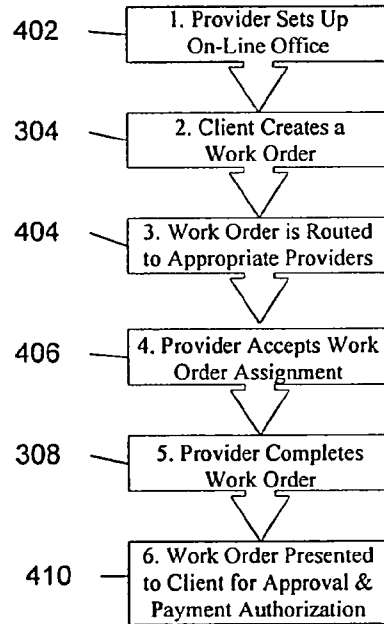 402
1. Provider Sets Up
On-Line Office
304
2. Client Creates a
Work Order
404
3. Work Order is Routed
to Appropriate Providers
406
4. Provider Accepts Work
Order Assignment
308
5. Provider Completes
Work Order
410
6. Work Order Presented
to Client for Approval &
Payment Authorization